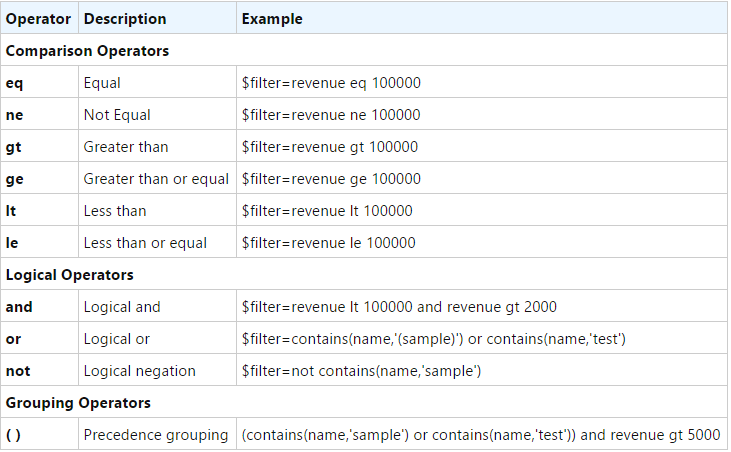 Operator Description Example
Comparison Operators
eq Equal $filter=revenue eq 100000
ne Not Equal $filter=revenue ne 100000
gt Greater than $filter=revenue gt 100000
ge Greater than or equal $filter=revenue ge 100000
lt Less than $filter=revenue lt 100000
le Less than or equal $filter=revenue le 100000
Logical Operators
and Logical and $filter=revenue lt 100000 and revenue gt 2000
or Logical or $filter=contains(name,'(sample)') or contains(name,'test')
not Logical negation $filter=not contains(name,'sample')
Grouping Operators
( ) Precedence grouping (contains(name,'sample') or contains(name,'test')) and revenue gt 5000